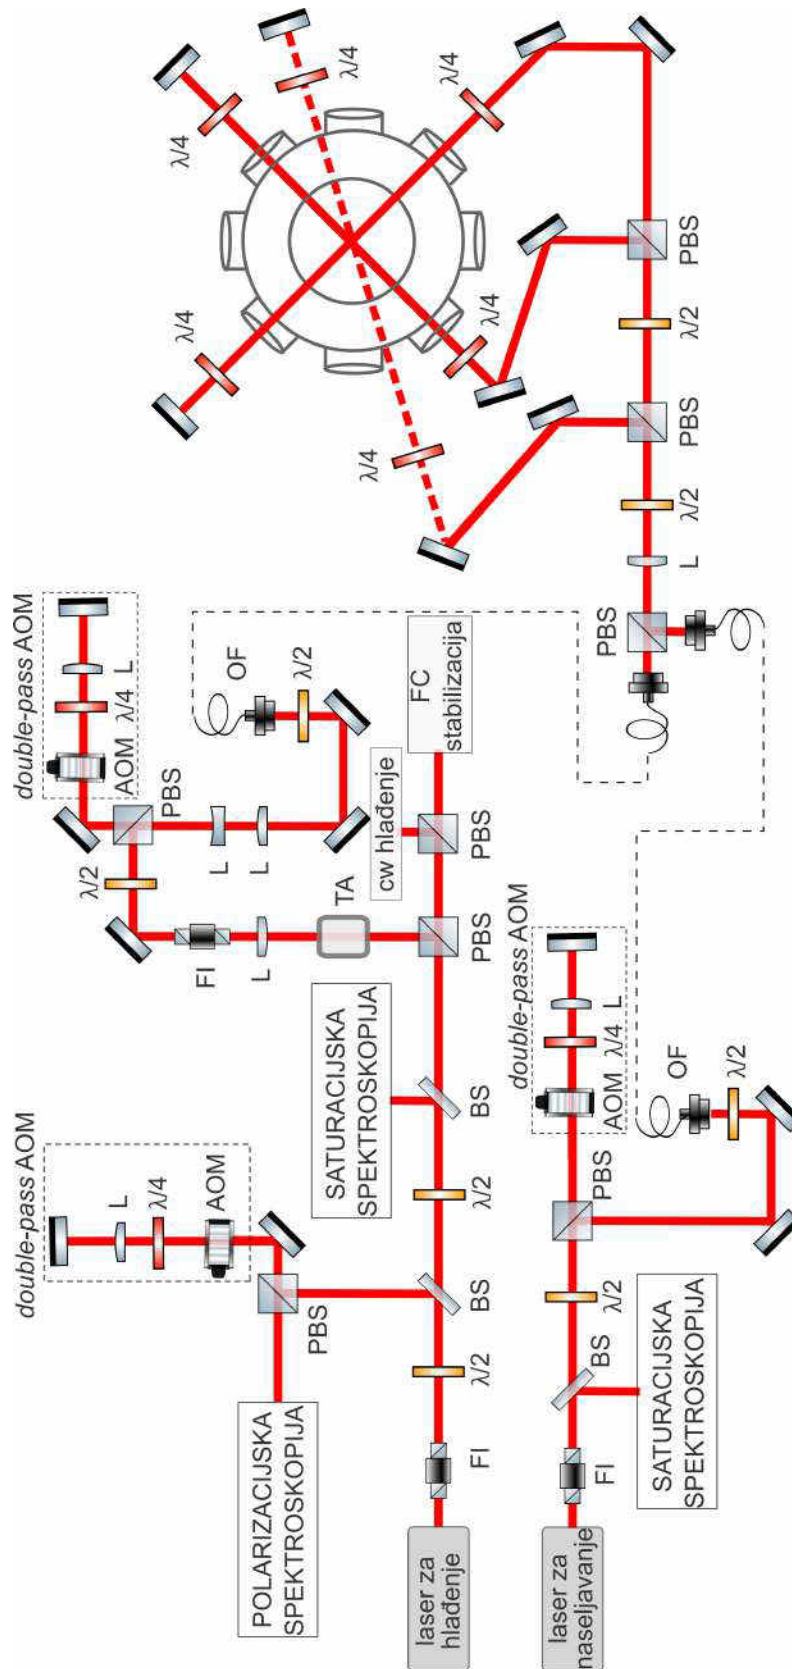 double-pass AOM
L
λ/4
AOM
PBS
POLARIZACIJSKA
SPEKTROSKOPIJA
double-pass AOM
AOM
λ/4
L
λ/2
PBS
FI
L
L
L
OF
λ/2
TA
SATURACIJSKA
SPEKTROSKOPIJA
cw hlađenje
FC
stabilizacija
laser za
hlađenje
FI
λ/2
BS
λ/2
BS
PBS
PBS
λ/4
λ/4
λ/4
λ/4
λ/4
λ/4
double-pass AOM
AOM
λ/4
L
laser za
naseljavanje
FI
BS
λ/2
PBS
SATURACIJSKA
SPEKTROSKOPIJA
OF
λ/2
PBS
L
λ/2
PBS
λ/2
PBS